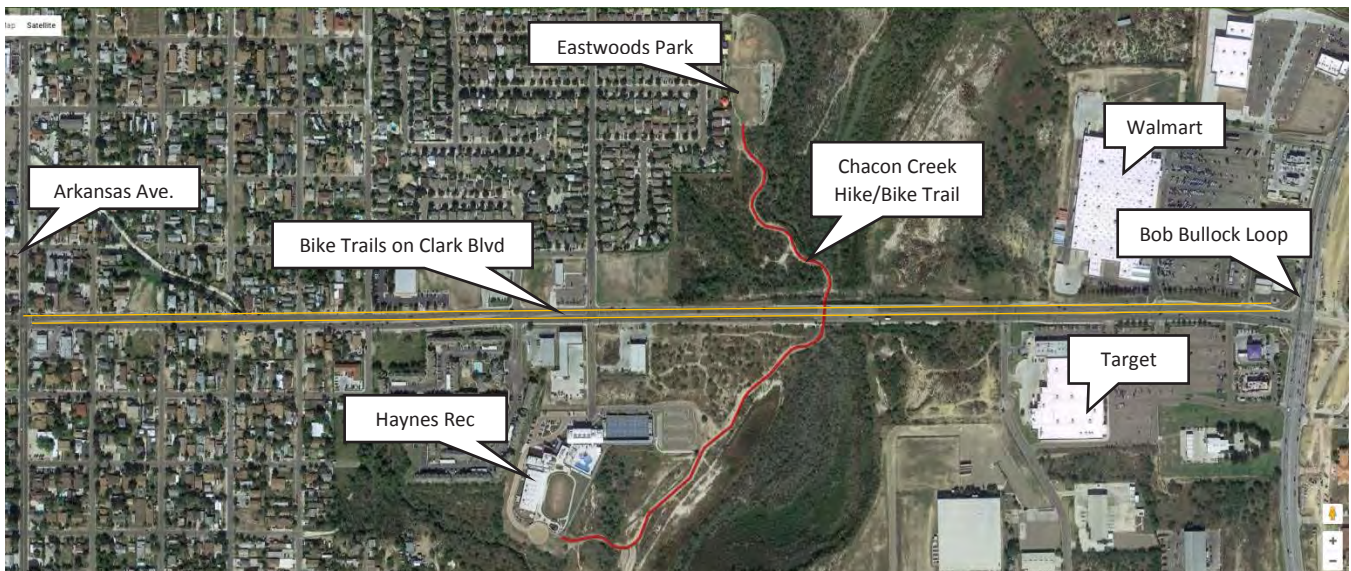 Map Satellite
Eastwoods Park
Walmart
Chacon Creek
Hike/Bike Trail
Arkansas Ave.
Bike Trails on Clark Blvd
Bob Bullock Loop
Target
Haynes Rec
+
−